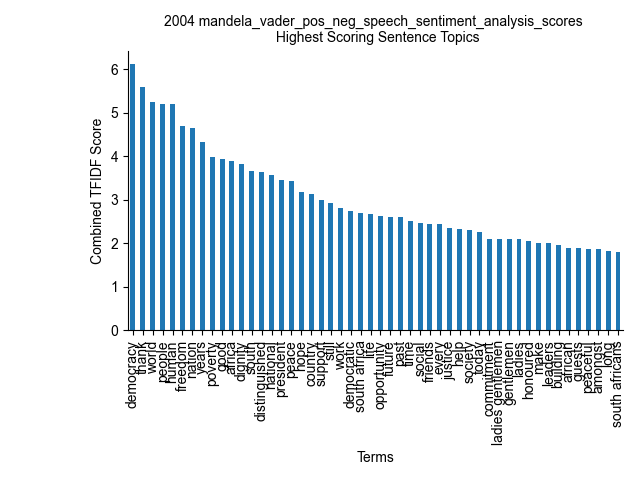 2004 mandela_vader_pos_neg_speech_sentiment_analysis_scores
Highest Scoring Sentence Topics
Combined TFIDF Score
6
5
4
3
2
1
0
democracy
thank
world
people
human
freedom
nation
years
poverty
good
africa
dignity
south
distinguished
national
president
peace
hope
country
support
still
work
democratic
south africa
life
opportunity
future
past
time
social
friends
every
justice
help
society
today
commitment
ladies gentlemen
gentlemen
ladies
honoured
make
leaders
building
african
guests
peaceful
amongst
long
south africans
Terms